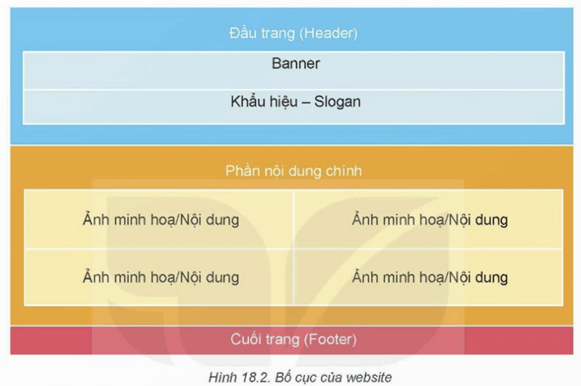 Đầu trang (Header)
Banner
Khẩu hiệu – Slogan
Phần nội dung chính
Ảnh minh hoạ/Nội dung Ảnh minh hoạ/Nội dung
Ảnh minh hoạ/Nội dung Ảnh minh hoạ/Nội dung
Cuối trang (Footer)
Hình 18.2. Bố cục của website